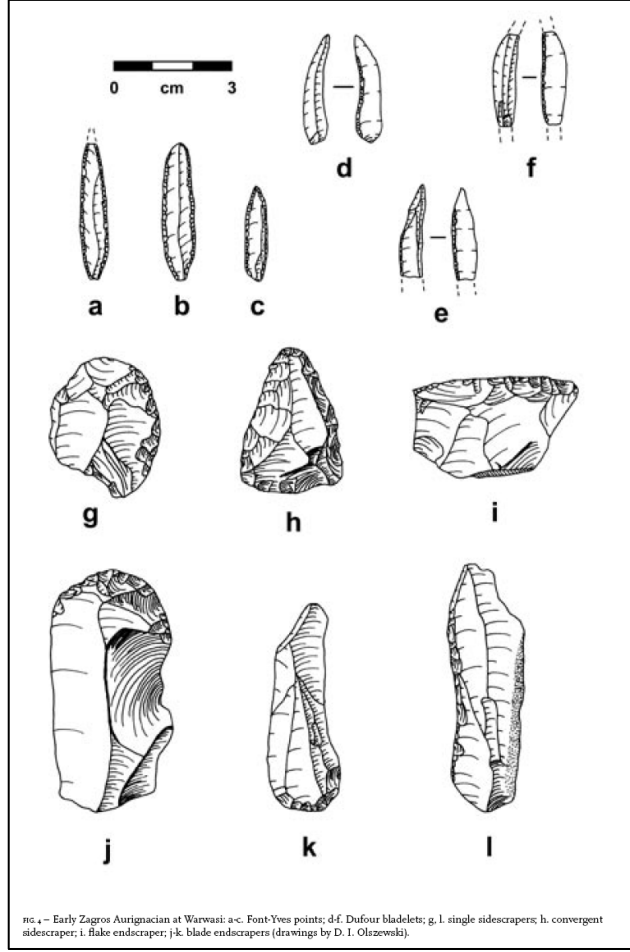 0 cm 3
d
f
a b c
e
g
h
i
j
k
l
FIG. 4 – Early Zagros Aurignacian at Warwasi: a-c. Font-Yves points; d-f. Dufour bladelets; g, l. single sidescrapers; h. convergent
sidescraper; i. flake endscraper; j-k. blade endscrapers (drawings by D. I. Olszewski).